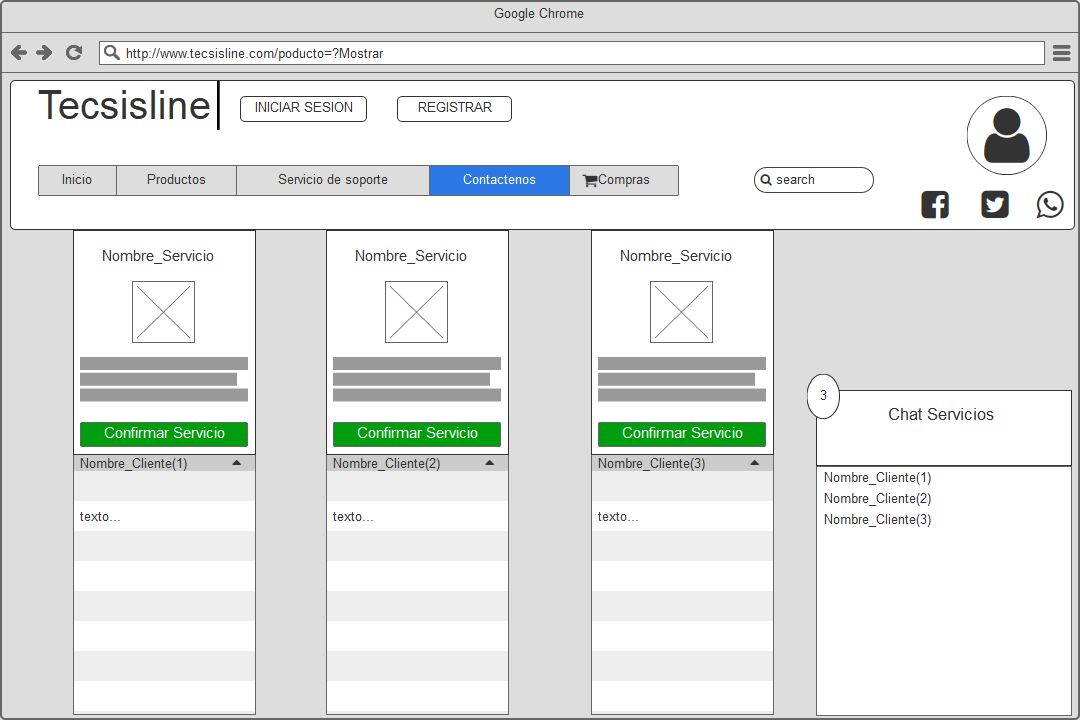 Google Chrome
http://www.tecsisline.com/poducto=?Mostrar
Tecsisline
INICIAR SESION
REGISTRAR
Inicio
Productos
Servicio de soporte
Contactenos
Compras
search
Nombre_Servicio
Confirmar Servicio
Nombre_Cliente(1)
texto...
Nombre_Servicio
Confirmar Servicio
Nombre_Cliente(2)
texto...
Nombre_Servicio
Confirmar Servicio
Nombre_Cliente(3)
texto...
3
Chat Servicios
Nombre_Cliente(1)
Nombre_Cliente(2)
Nombre_Cliente(3)